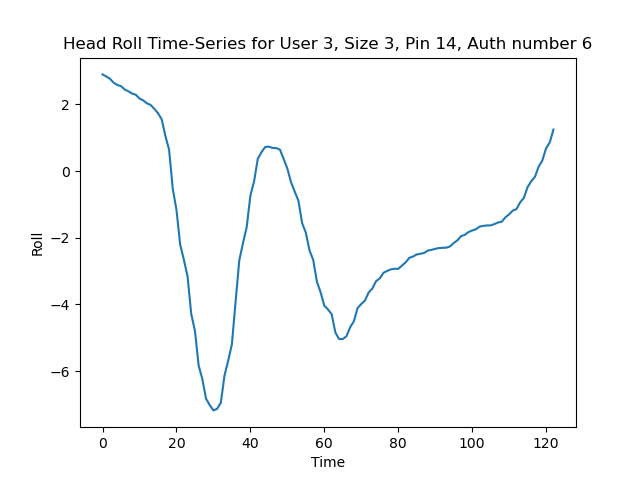 Head Roll Time-Series for User 3, Size 3, Pin 14, Auth number 6
Roll
2
0
−2
−4
−6
0 20 40 60 80 100 120
Time